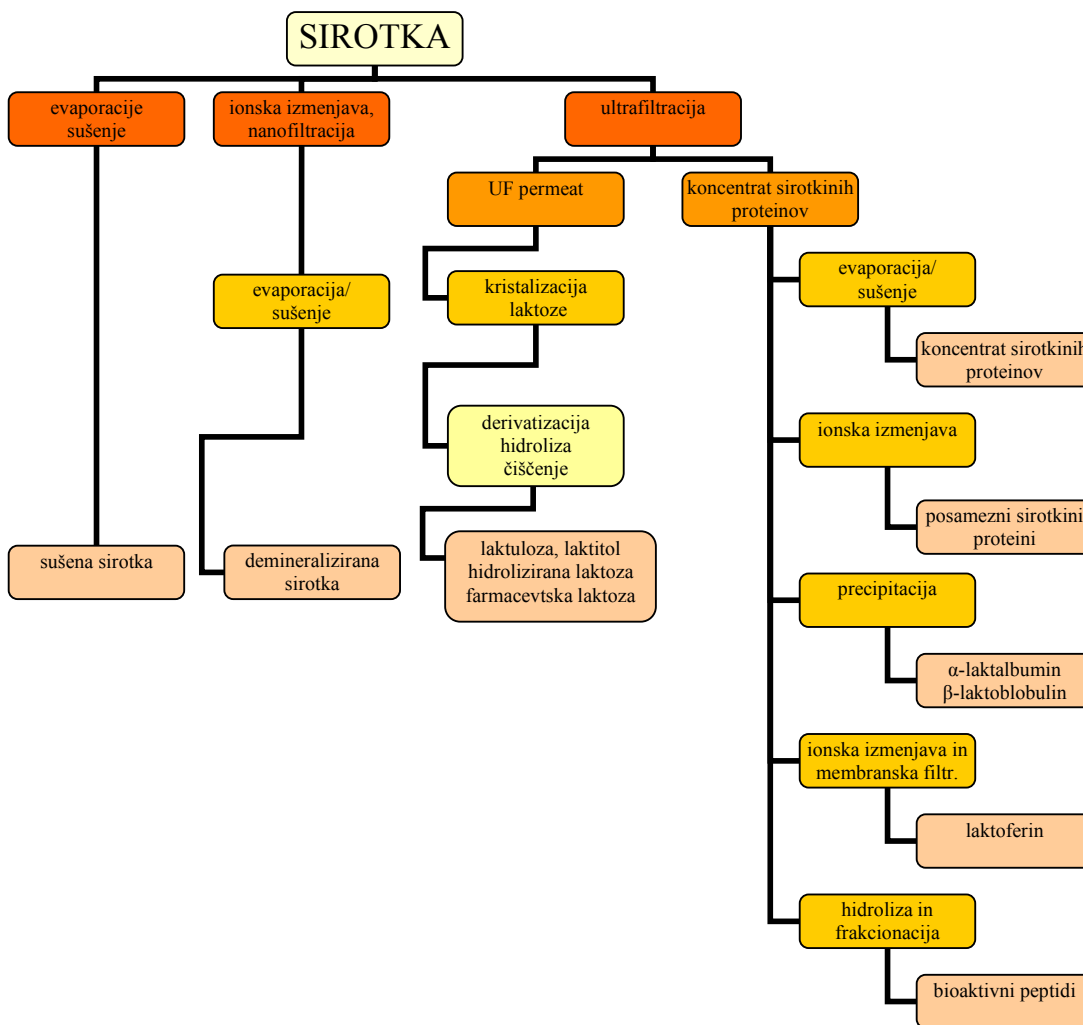 SIROTKA
evaporacije
sušenje
ionska izmenjava,
nanofiltracija
ultrafiltracija
UF permeat
koncentrat sirotkinih
proteinov
evaporacija/
sušenje
kristalizacija
laktoze
evaporacija/
sušenje
koncentrat sirotkinih
proteinov
derivatizacija
hidroliza
čiščenje
ionska izmenjava
posamezni sirotkini
proteini
sušena sirotka
demineralizirana
sirotka
laktuloza, laktitol
hidrolizirana laktoza
farmacevtska laktoza
precipitacija
α-laktalbumin
β-laktoblobulin
ionska izmenjava in
membranska filtr.
laktoferin
hidroliza in
frakcionacija
bioaktivni peptidi